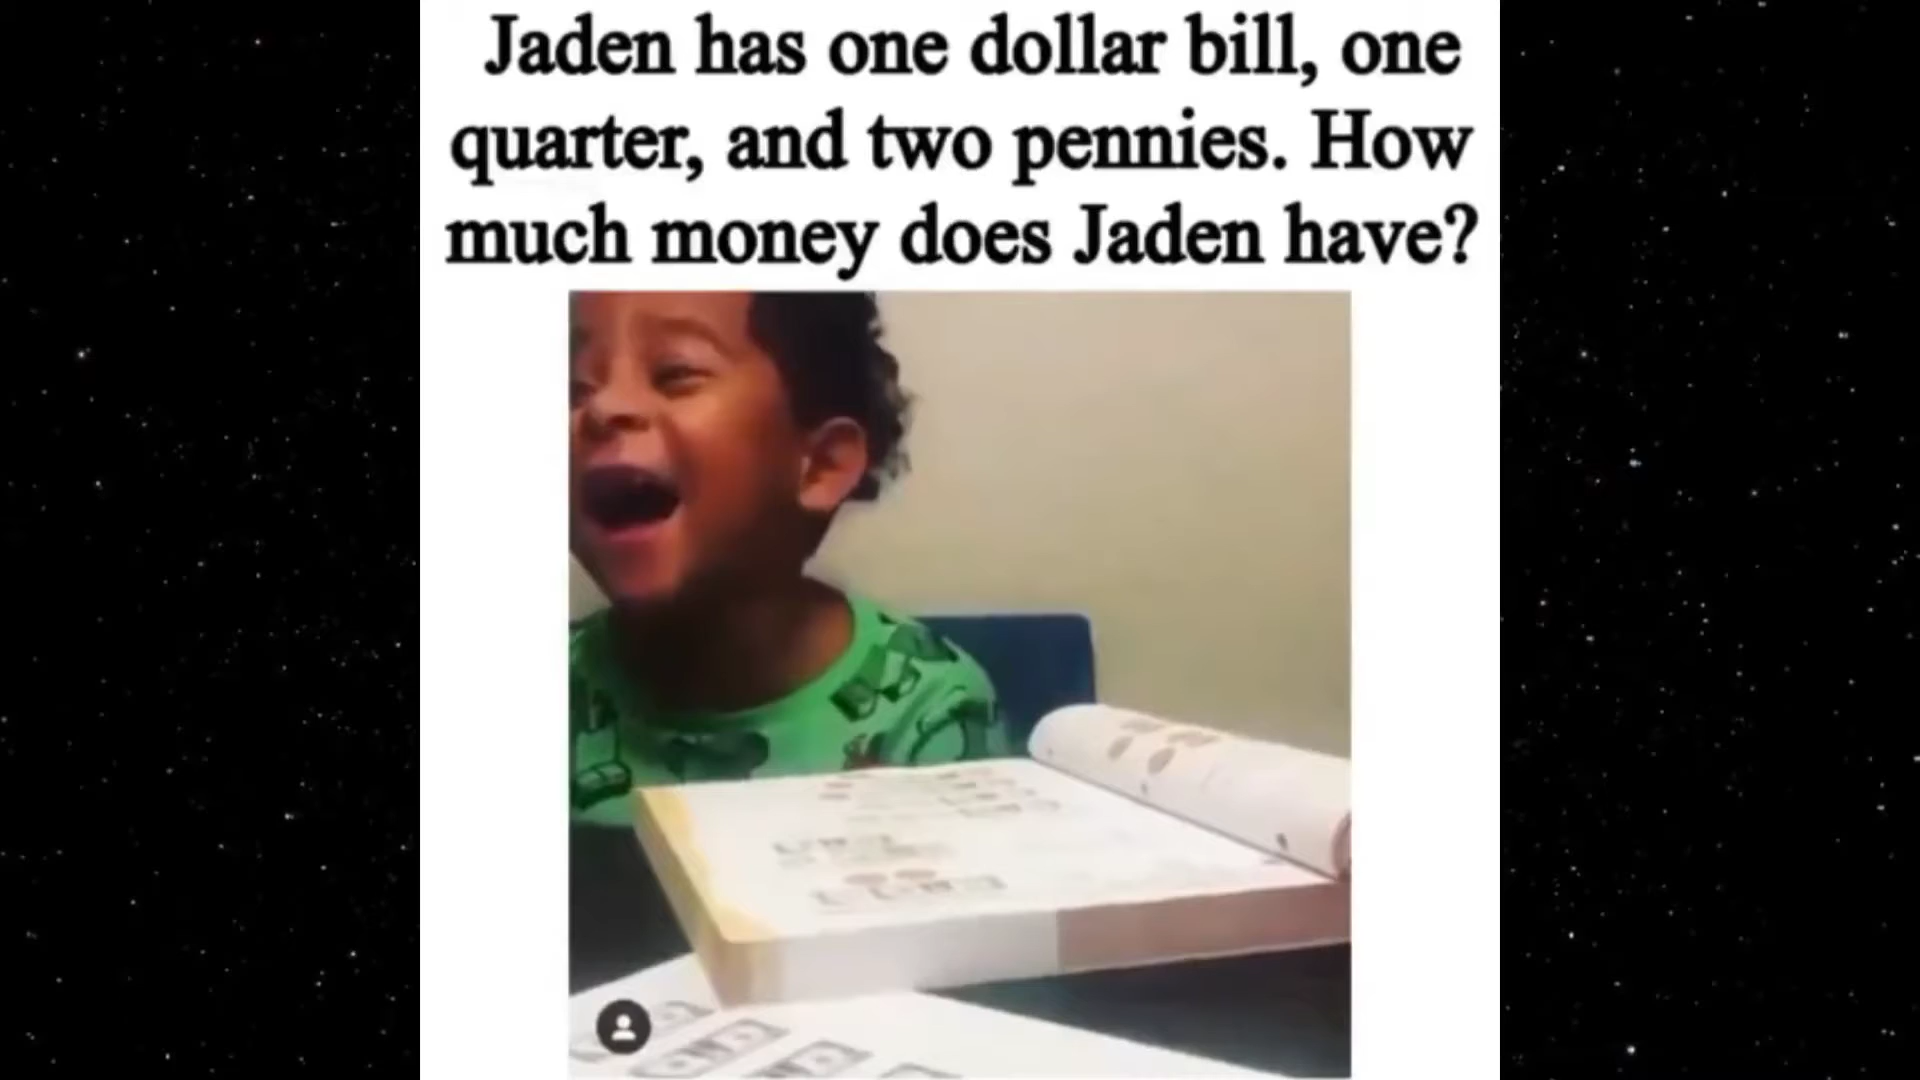 Jaden has one dollar bill, one
quarter, and two pennies. How
much money does Jaden have?